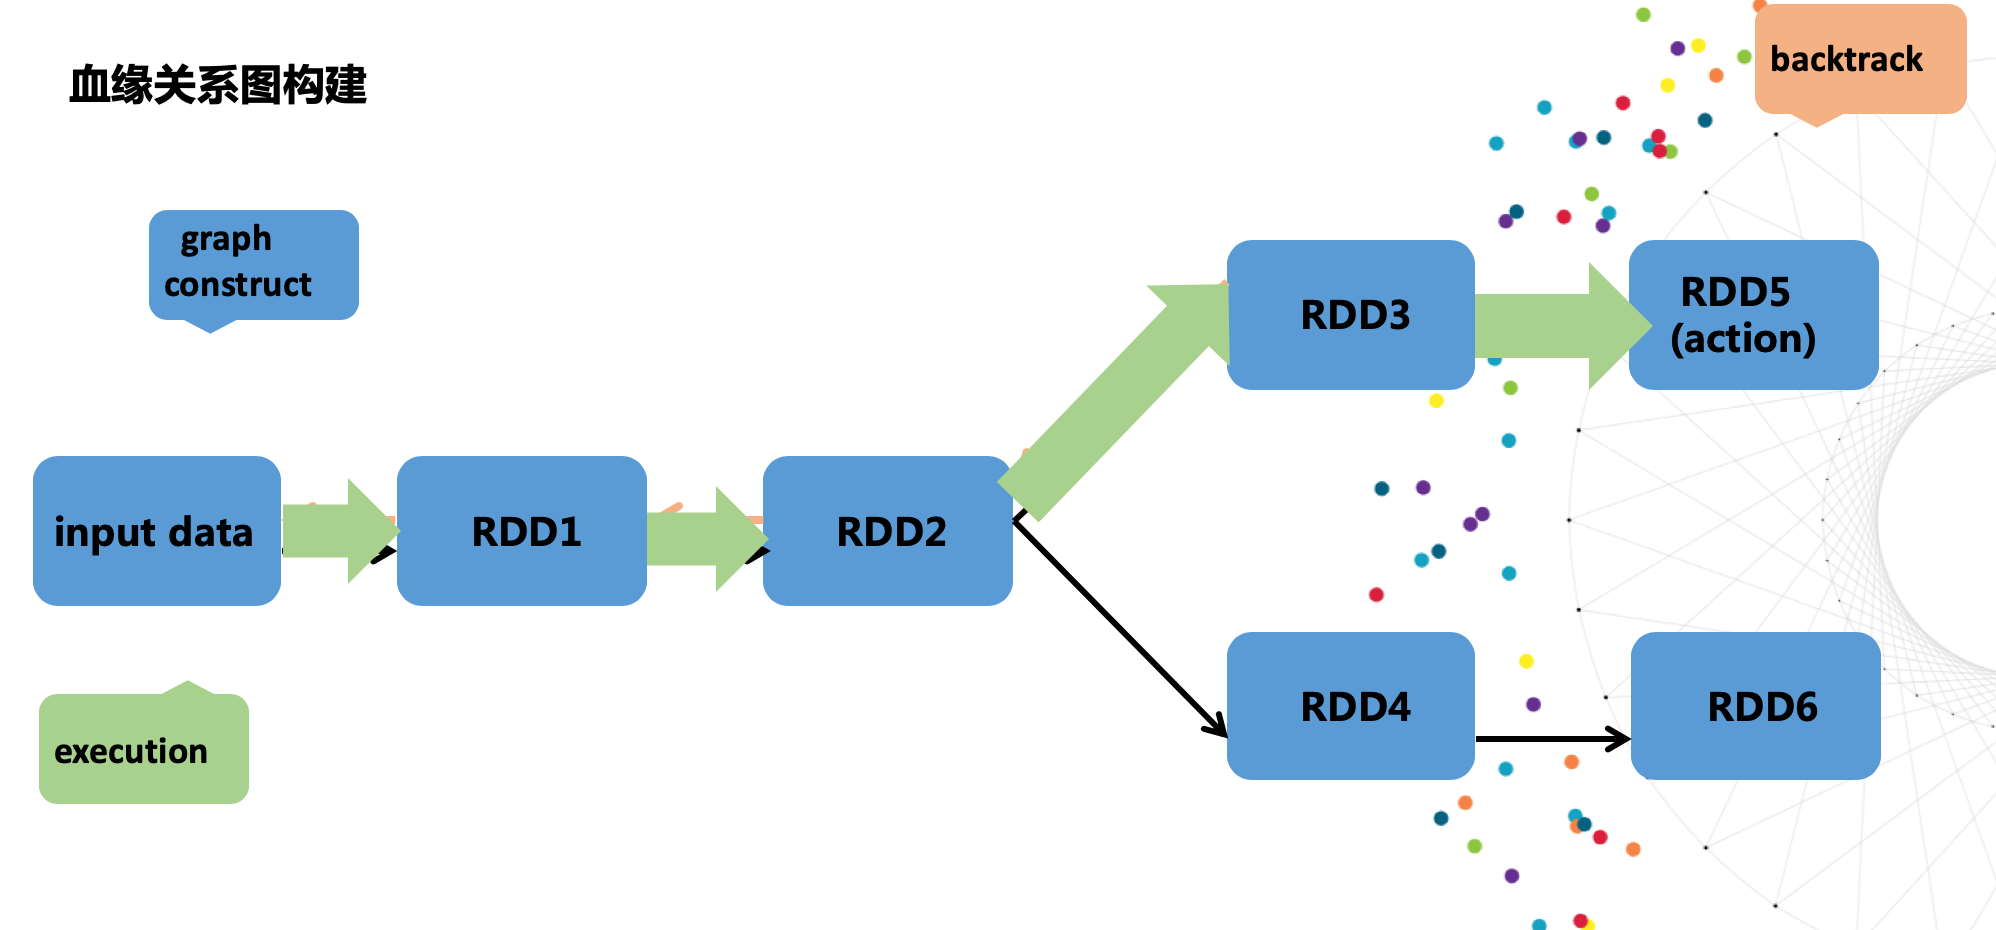 血缘关系图构建
backtrack
graph
construct
RDD3
RDD5
(action)
input data
RDD1
RDD2
RDD4
RDD6
execution